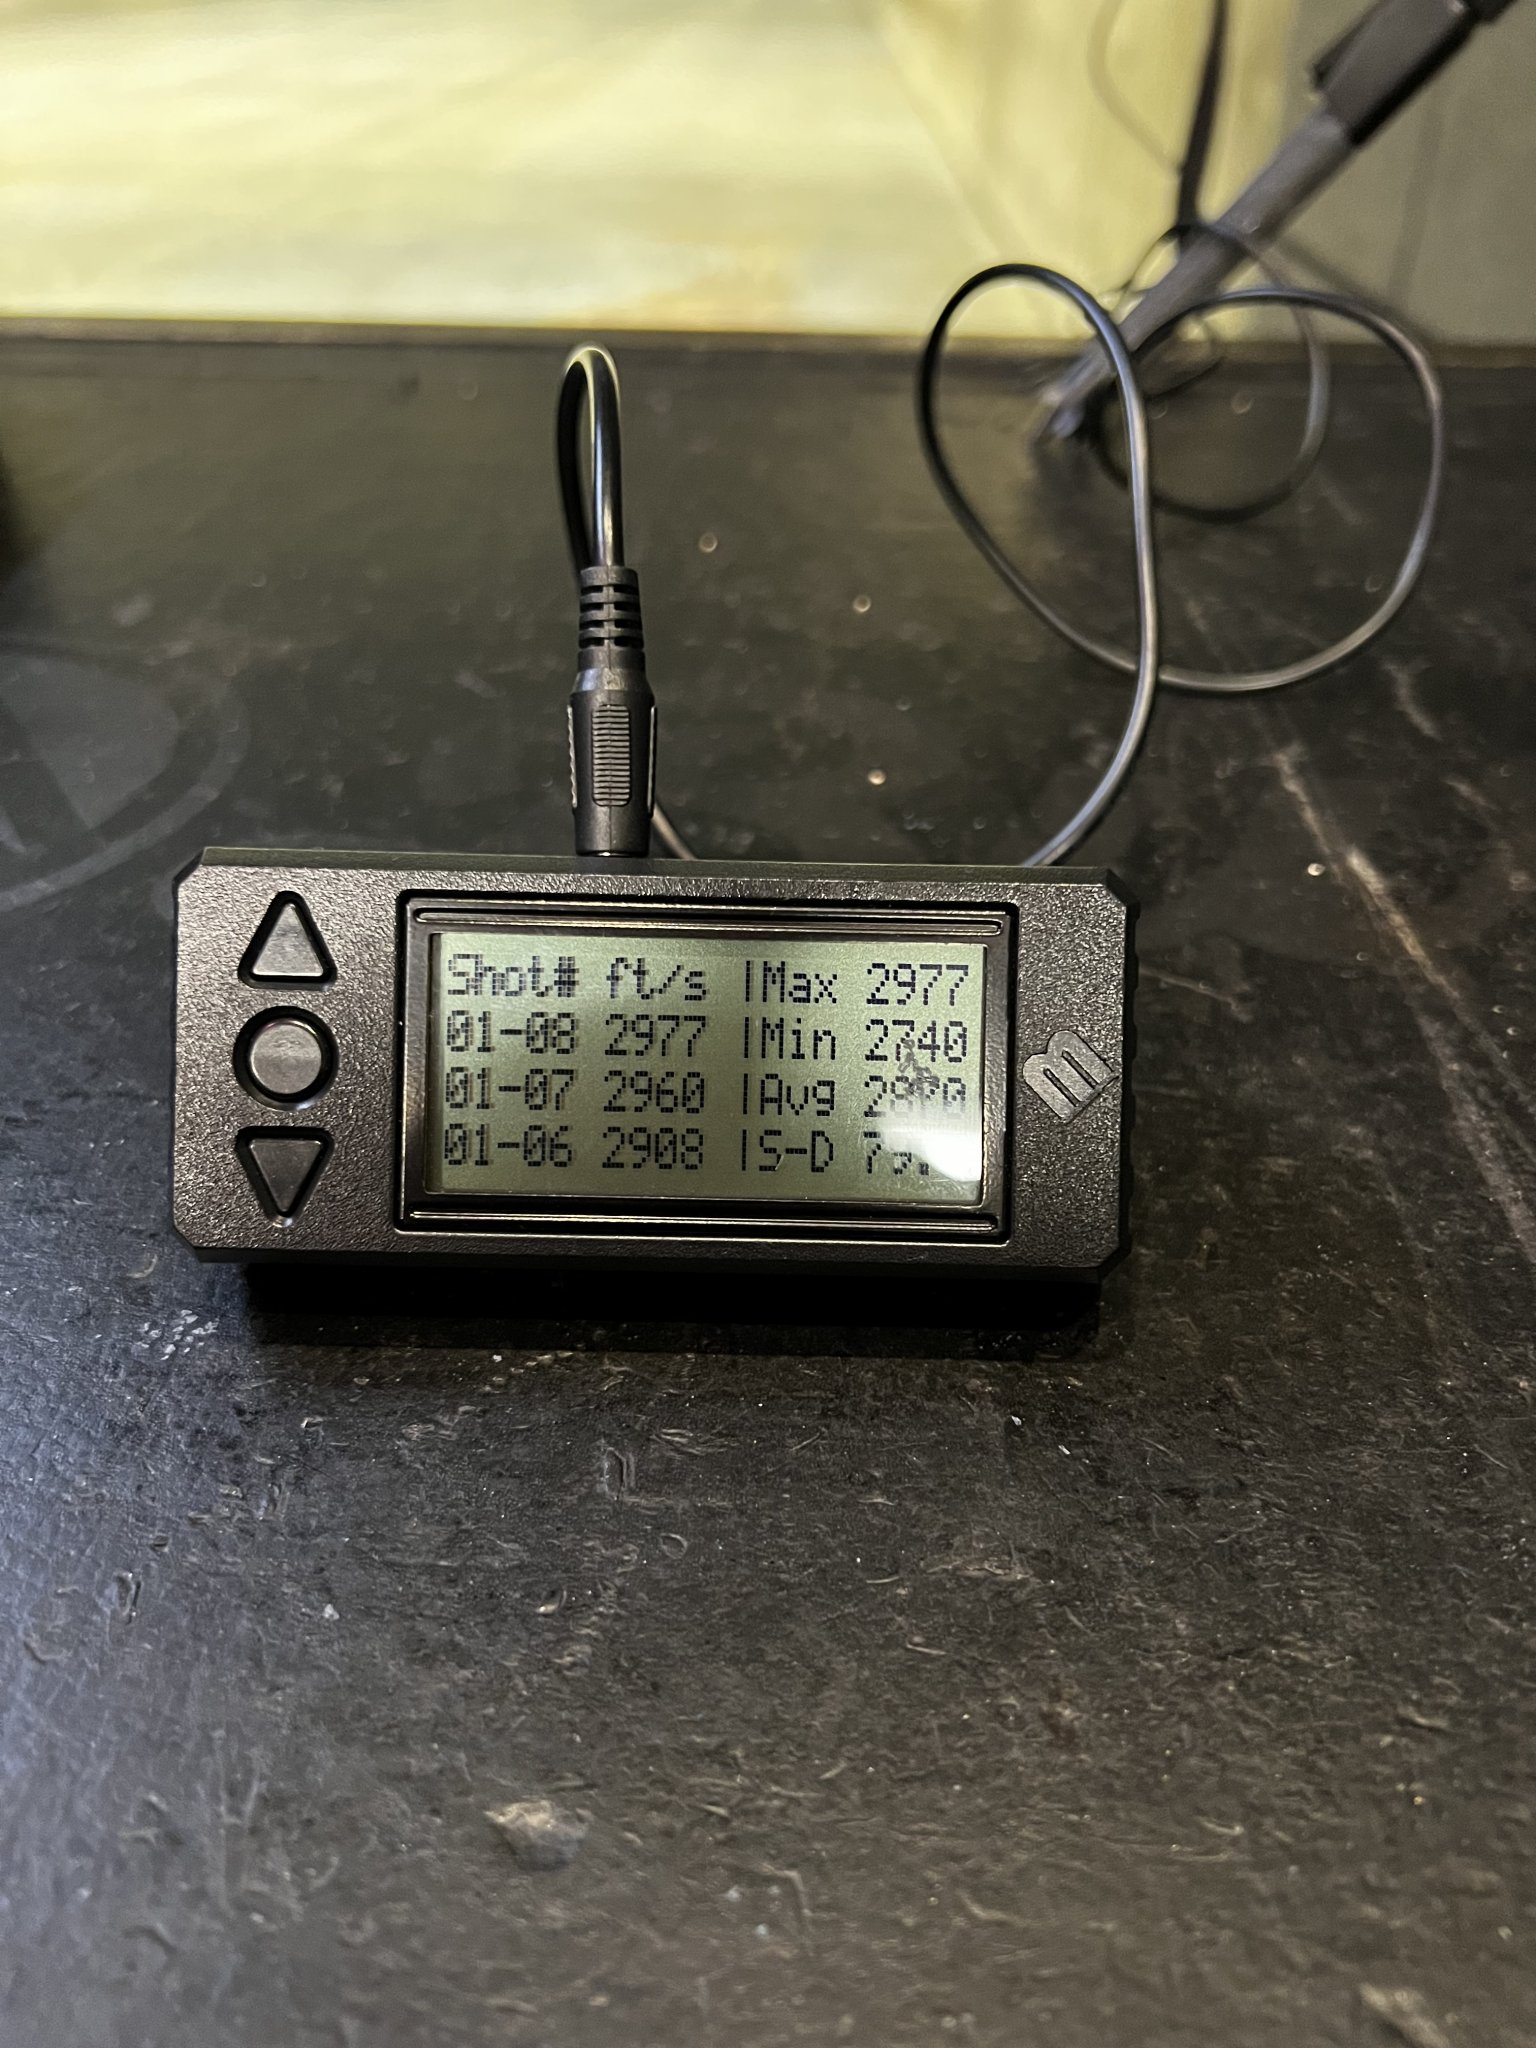 Shot# ft/s |Max 2977
01-08 2977 |Min 2740
01-07 2960 |Avg
01-06 2908 |S-D
m